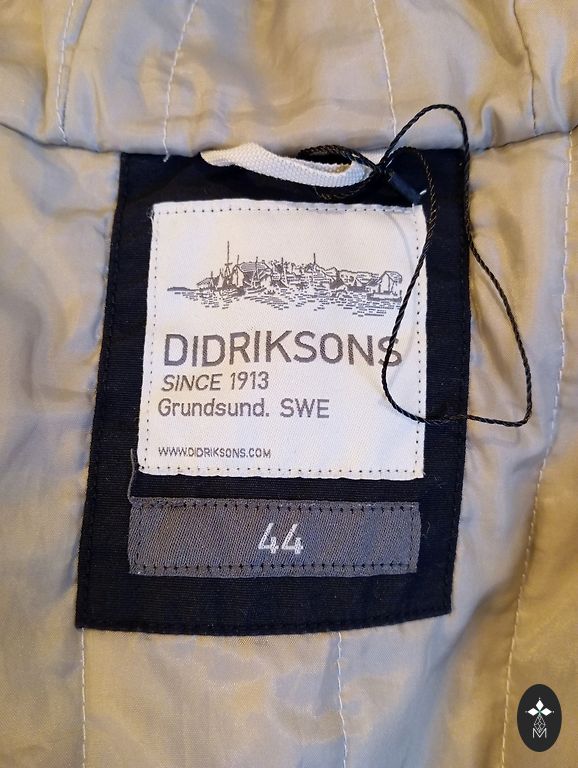 DIDRIKSONS
SINCE 1913
Grundsund. SWE
WWW.DIDRIKSONS.COM
44
M